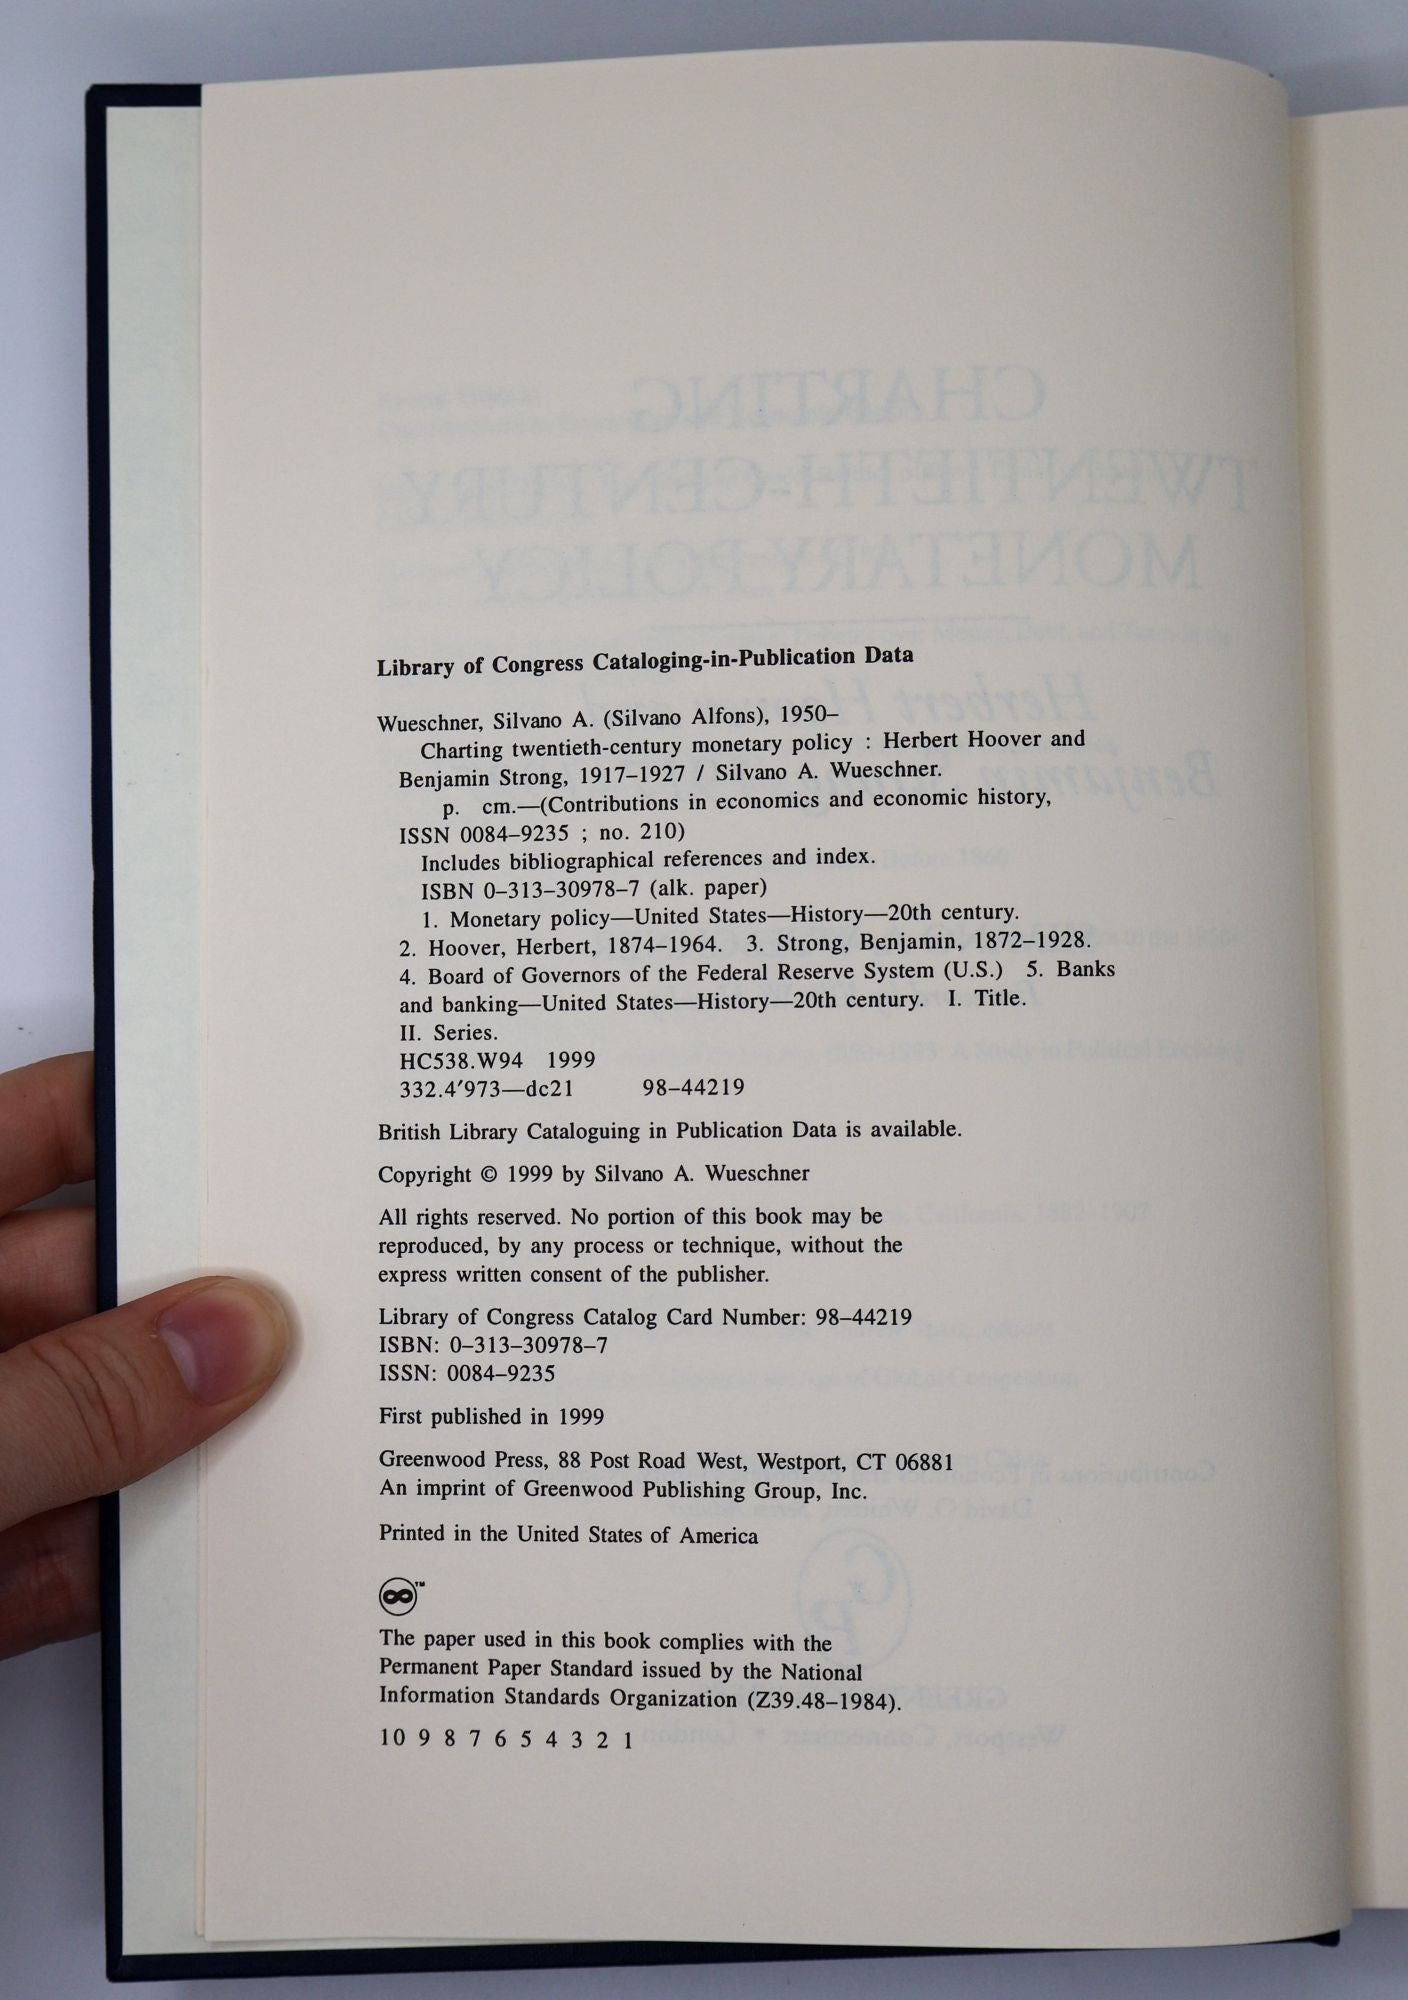 Library of Congress Cataloging-in-Publication Data
Wueschner, Silvano A. (Silvano Alfons), 1950–
Charting twentieth-century monetary policy : Herbert Hoover and
Benjamin Strong, 1917–1927 / Silvano A. Wueschner.
p. cm.—(Contributions in economics and economic history,
ISSN 0084–9235 ; no. 210)
Includes bibliographical references and index.
ISBN 0–313–30978–7 (alk. paper)
1. Monetary policy—United States—History—20th century.
2. Hoover, Herbert, 1874–1964. 3. Strong, Benjamin, 1872–1928.
4. Board of Governors of the Federal Reserve System (U.S.) 5. Banks
and banking—United States—History—20th century. I. Title.
II. Series.
HC538.W94 1999
332.4′973—dc21 98–44219
British Library Cataloguing in Publication Data is available.
Copyright © 1999 by Silvano A. Wueschner
All rights reserved. No portion of this book may be
reproduced, by any process or technique, without the
express written consent of the publisher.
Library of Congress Catalog Card Number: 98–44219
ISBN: 0–313–30978–7
ISSN: 0084–9235
First published in 1999
Greenwood Press, 88 Post Road West, Westport, CT 06881
An imprint of Greenwood Publishing Group, Inc.
Printed in the United States of America
TM
The paper used in this book complies with the
Permanent Paper Standard issued by the National
Information Standards Organization (Z39.48–1984).
10 9 8 7 6 5 4 3 2 1